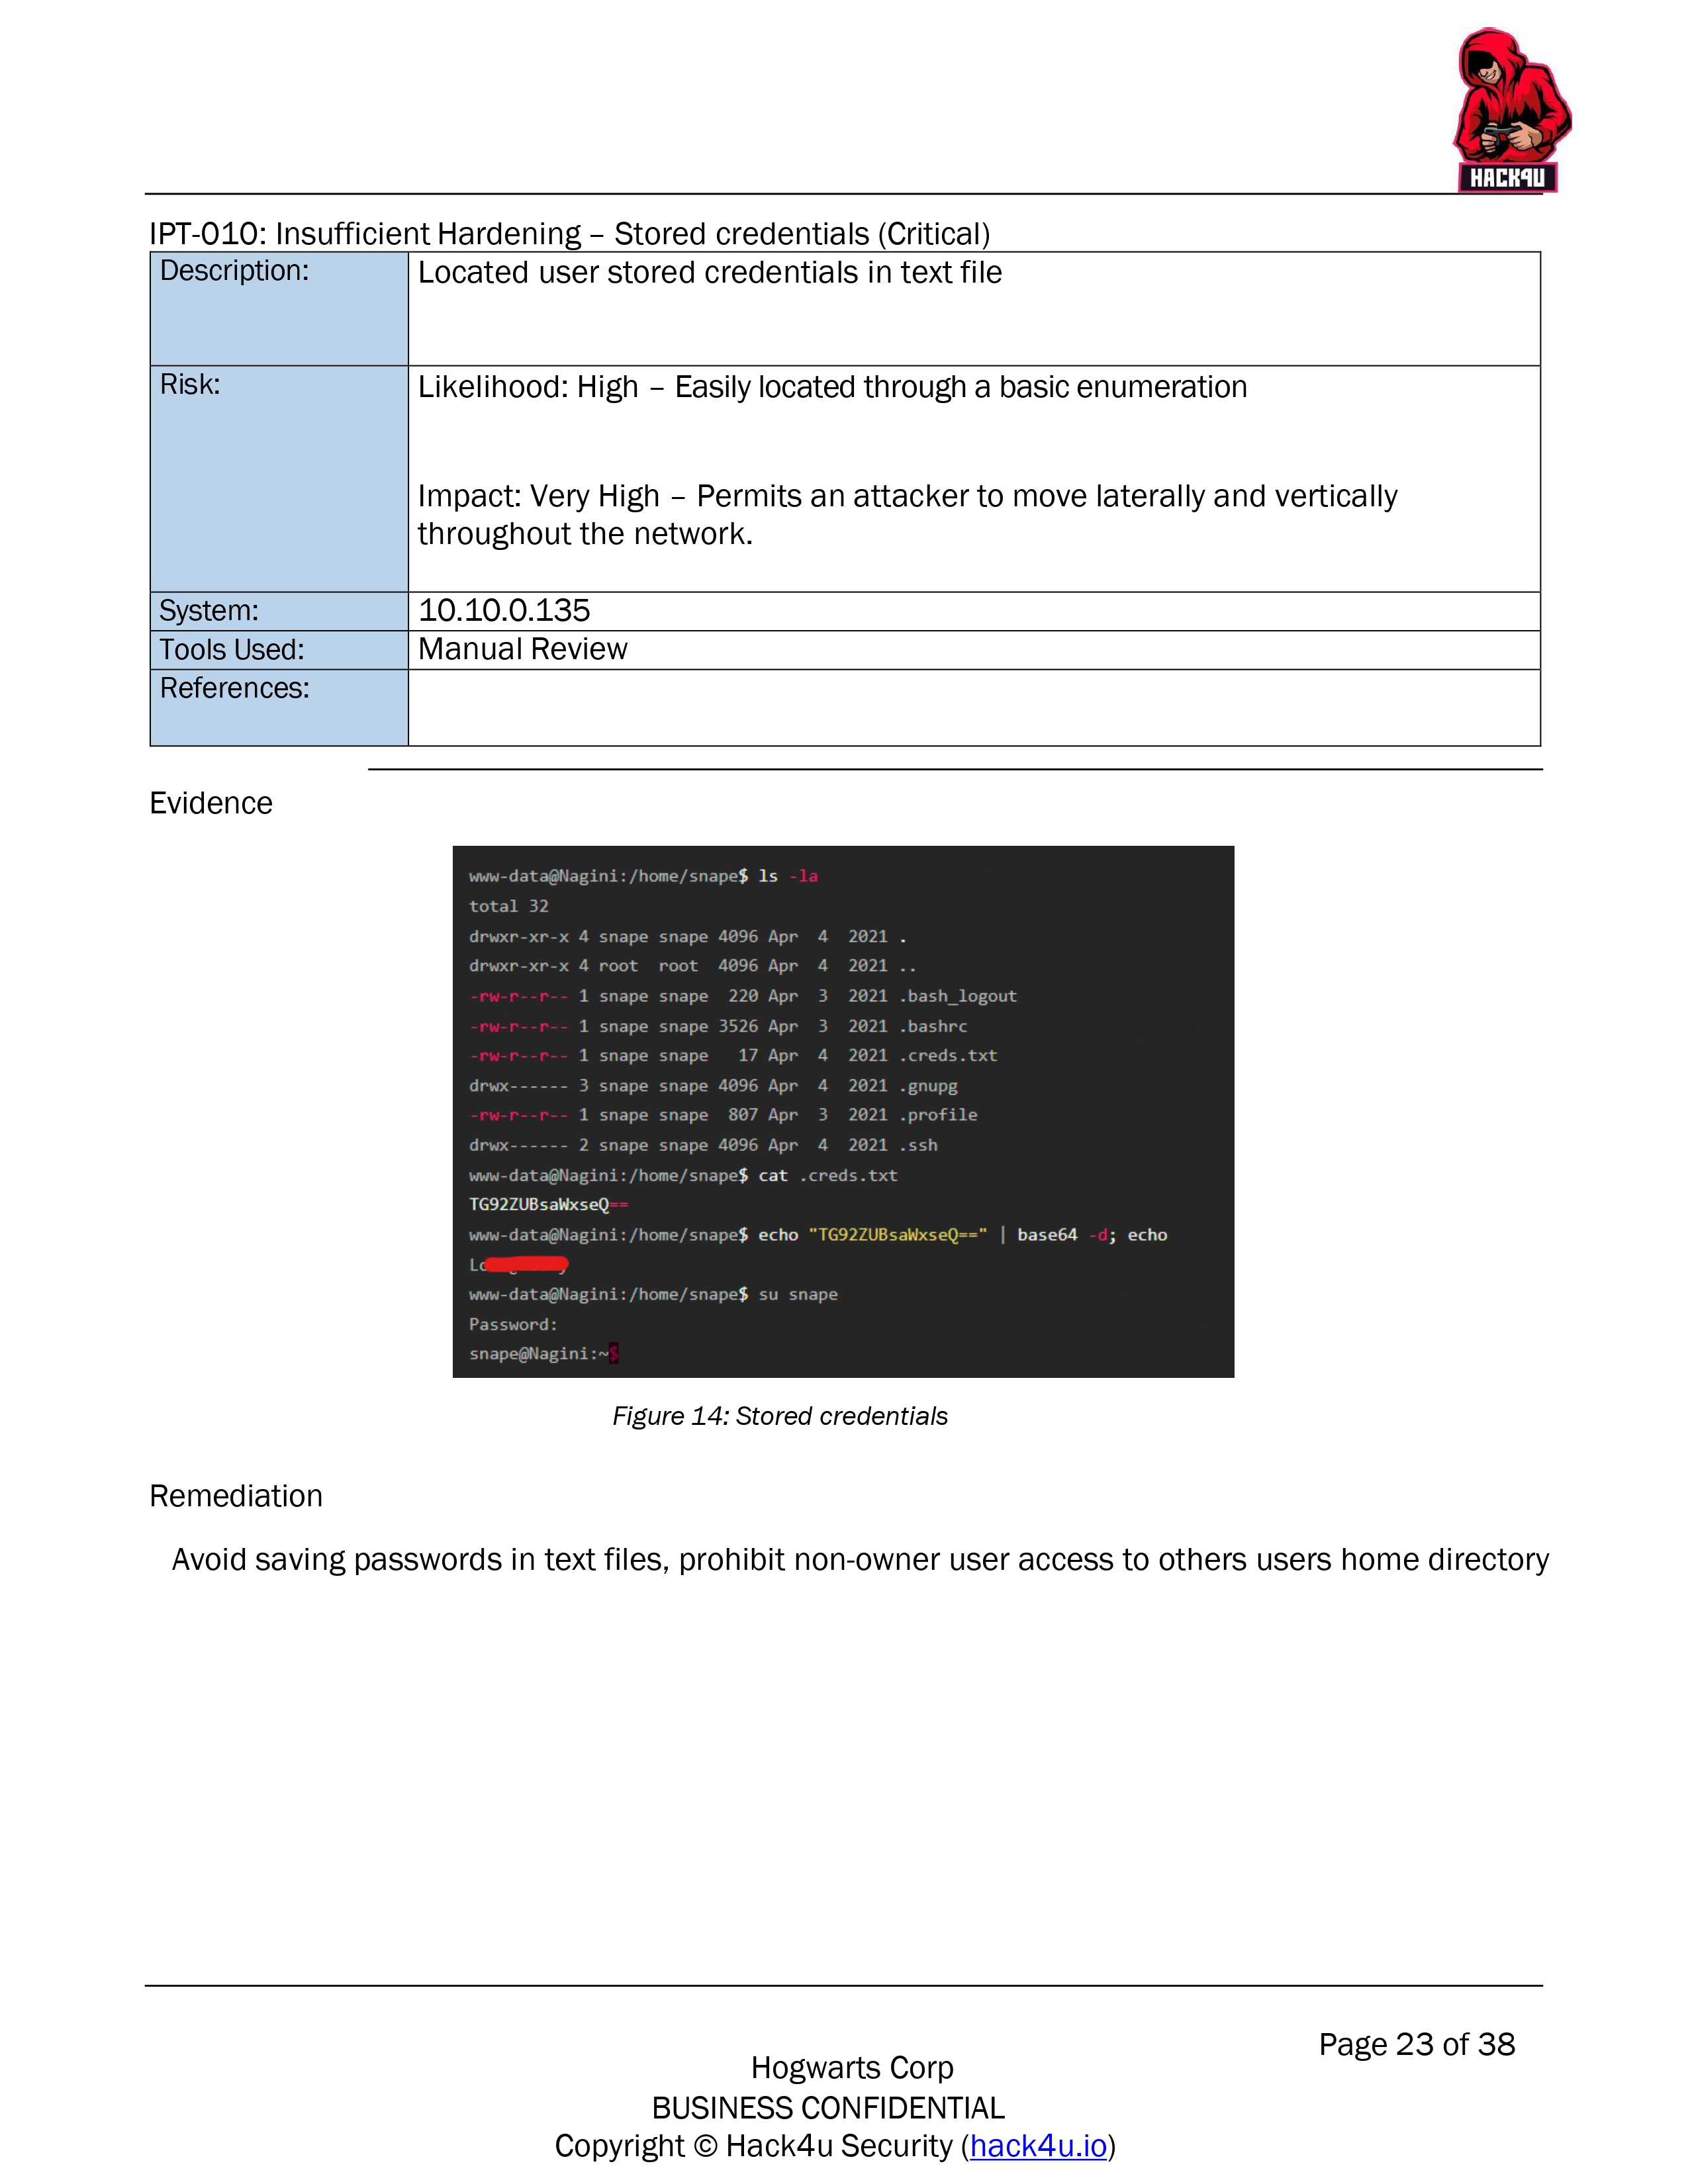 HACK4U
IPT-010: Insufficient Hardening – Stored credentials (Critical)
Description:
Located user stored credentials in text file
Risk:
Likelihood: High – Easily located through a basic enumeration
Impact: Very High – Permits an attacker to move laterally and vertically
throughout the network.
System:
10.10.0.135
Tools Used:
Manual Review
References:
Evidence
www-data@Nagini:/home/snape$ ls -la
total 32
drwxr-xr-x 4 snape snape 4096 Apr  4  2021 .
drwxr-xr-x 4 root  root  4096 Apr  4  2021 ..
-rw-r--r-- 1 snape snape  220 Apr  3  2021 .bash_logout
-rw-r--r-- 1 snape snape 3526 Apr  3  2021 .bashrc
-rw-r--r-- 1 snape snape   17 Apr  4  2021 .creds.txt
drwx------ 3 snape snape 4096 Apr  4  2021 .gnupg
-rw-r--r-- 1 snape snape  807 Apr  3  2021 .profile
drwx------ 2 snape snape 4096 Apr  4  2021 .ssh
www-data@Nagini:/home/snape$ cat .creds.txt
TG92ZUBsaWxseQ==
www-data@Nagini:/home/snape$ echo "TG92ZUBsaWxseQ==" | base64 -d; echo
www-data@Nagini:/home/snape$ su snape
Password:
snape@Nagini:~$
Figure 14: Stored credentials
Remediation
Avoid saving passwords in text files, prohibit non-owner user access to others users home directory
Page 23 of 38
Hogwarts Corp
BUSINESS CONFIDENTIAL
Copyright © Hack4u Security (hack4u.io)